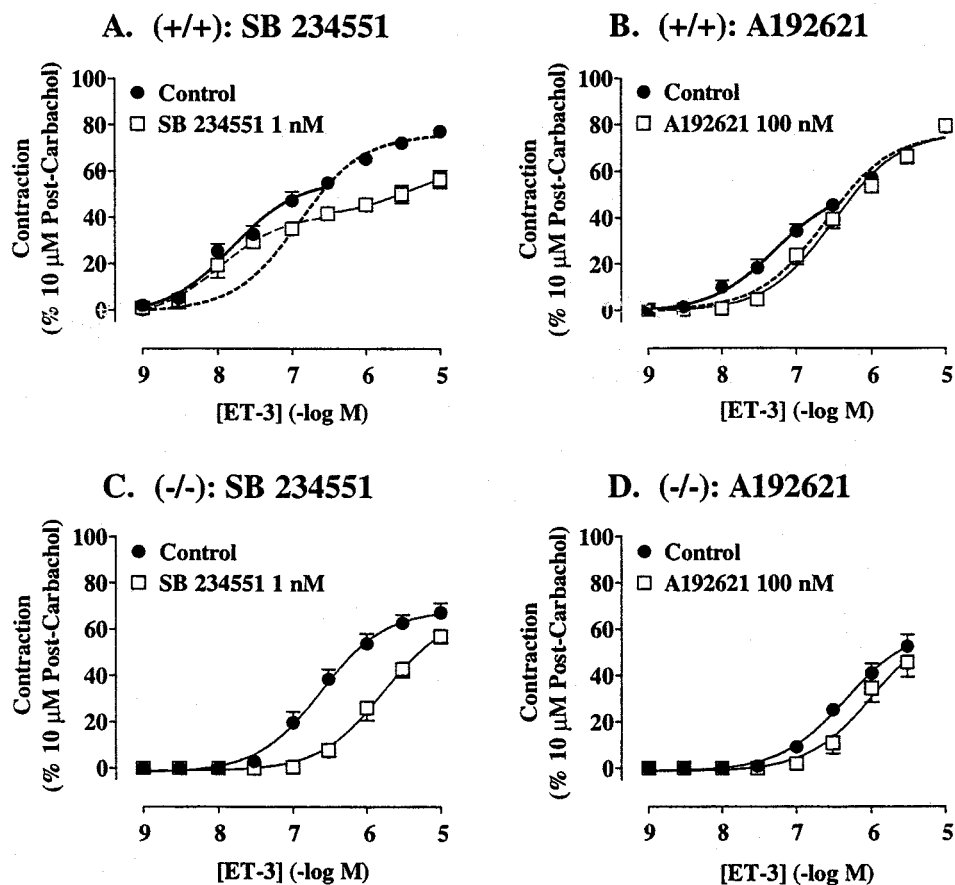 A. (+/+): SB 234551
Contraction
(% 10 µM Post-Carbachol)
100
80
60
40
20
0
Control
SB 234551 1 nM
9 8 7 6 5
[ET-3] (-log M)
B. (+/+): A192621
Contraction
(% 10 µM Post-Carbachol)
100
80
60
40
20
0
Control
A192621 100 nM
9 8 7 6 5
[ET-3] (-log M)
C. (-/-): SB 234551
Contraction
(% 10 µM Post-Carbachol)
100
80
60
40
20
0
Control
SB 234551 1 nM
9 8 7 6 5
[ET-3] (-log M)
D. (-/-): A192621
Contraction
(% 10 µM Post-Carbachol)
100
80
60
40
20
0
Control
A192621 100 nM
9 8 7 6 5
[ET-3] (-log M)